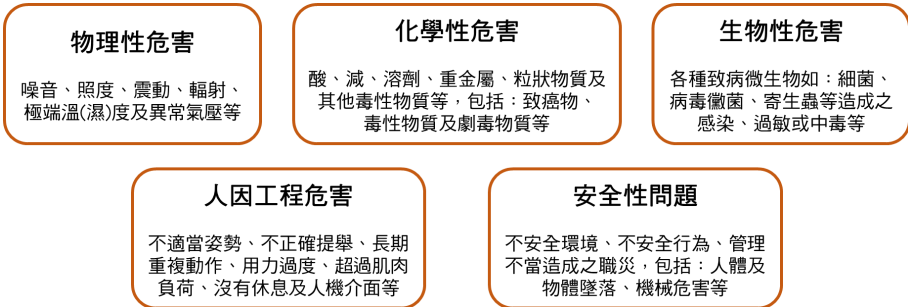 物理性危害
噪音、照度、震動、輻射、
極端溫(濕)度及異常氣壓等
化學性危害
酸、減、溶劑、重金屬、粒狀物質及
其他毒性物質等，包括：致癌物、
毒性物質及劇毒物質等
生物性危害
各種致病微生物如：細菌、
病毒黴菌、寄生蟲等造成之
感染、過敏或中毒等
人因工程危害
不適當姿勢、不正確提舉、長期
重複動作、用力過度、超過肌肉
負荷、沒有休息及人機介面等
安全性問題
不安全環境、不安全行為、管理
不當造成之職災，包括：人體及
物體墜落、機械危害等